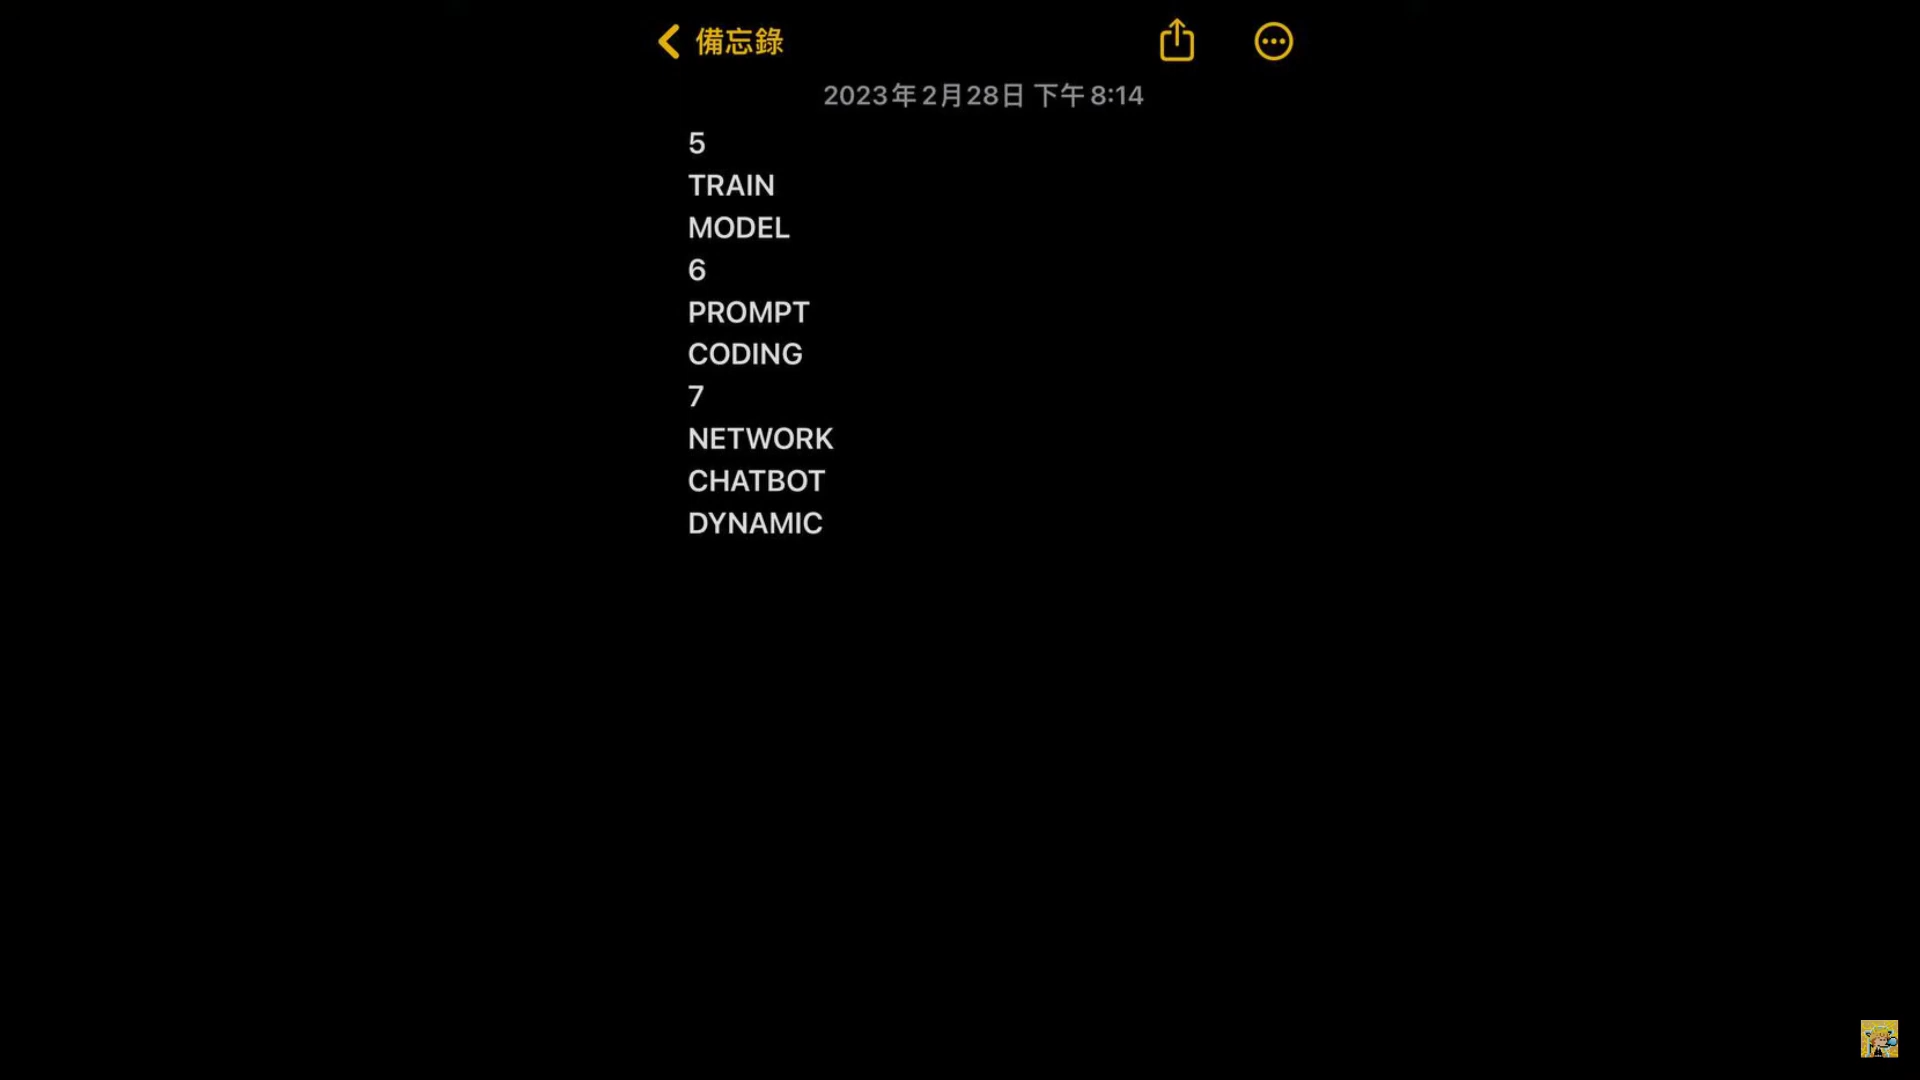 備忘錄
2023年2月28日 下午8:14
5
TRAIN
MODEL
6
PROMPT
CODING
7
NETWORK
CHATBOT
DYNAMIC